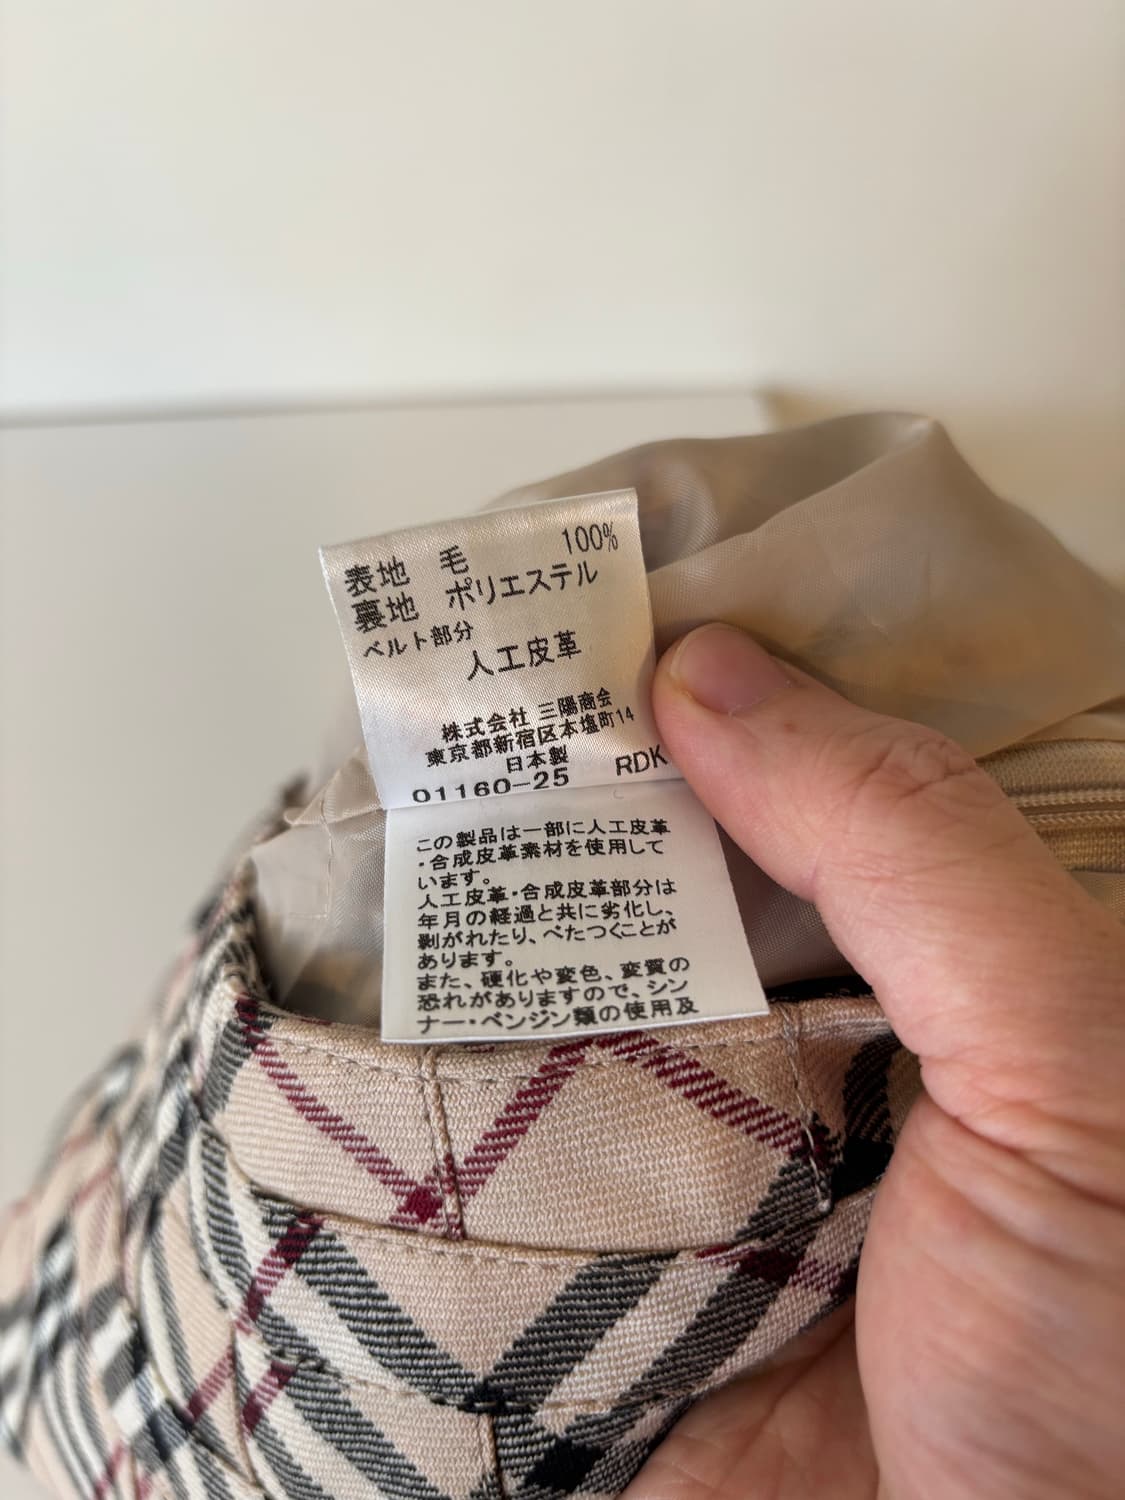 表地 毛 100%
裏地 ポリエステル
ベルト部分
人工皮革
株式会社 三陽商会
東京都新宿区本塩町14
日本製
01160-25 RDK
この製品は一部に人工皮革
・合成皮革素材を使用して
います。
人工皮革・合成皮革部分は
年月の経過と共に劣化し、
剥がれたり、べたつくことが
あります。
また、硬化や変色、変質の
恐れがありますので、シン
ナー・ベンジン類の使用及